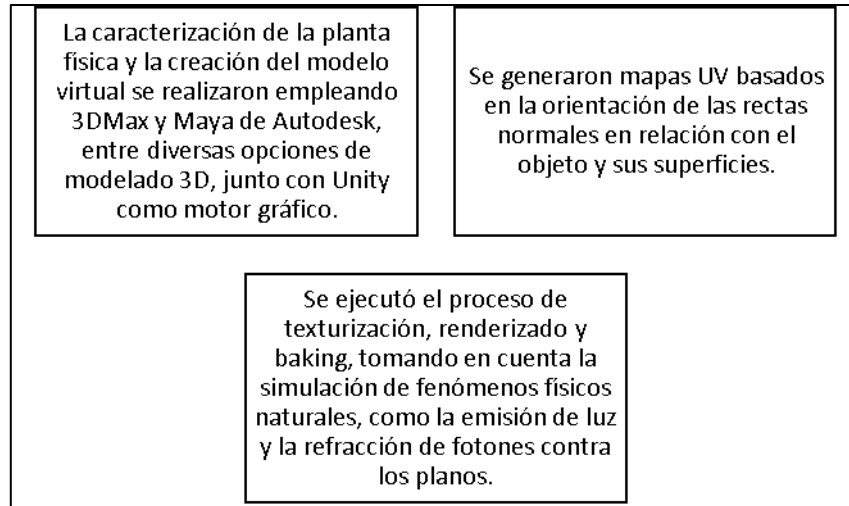 La caracterización de la planta
física y la creación del modelo
virtual se realizaron empleando
3DMax y Maya de Autodesk,
entre diversas opciones de
modelado 3D, junto con Unity
como motor gráfico.
Se generaron mapas UV basados
en la orientación de las rectas
normales en relación con el
objeto y sus superficies.
Se ejecutó el proceso de
texturización, renderizado y
baking, tomando en cuenta la
simulación de fenómenos físicos
naturales, como la emisión de luz
y la refracción de fotones contra
los planos.